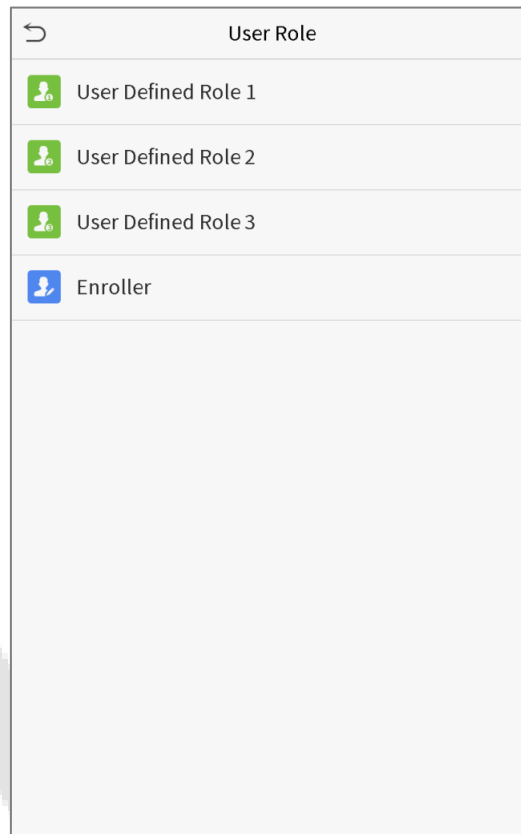 User Role
User Defined Role 1
User Defined Role 2
User Defined Role 3
Enroller